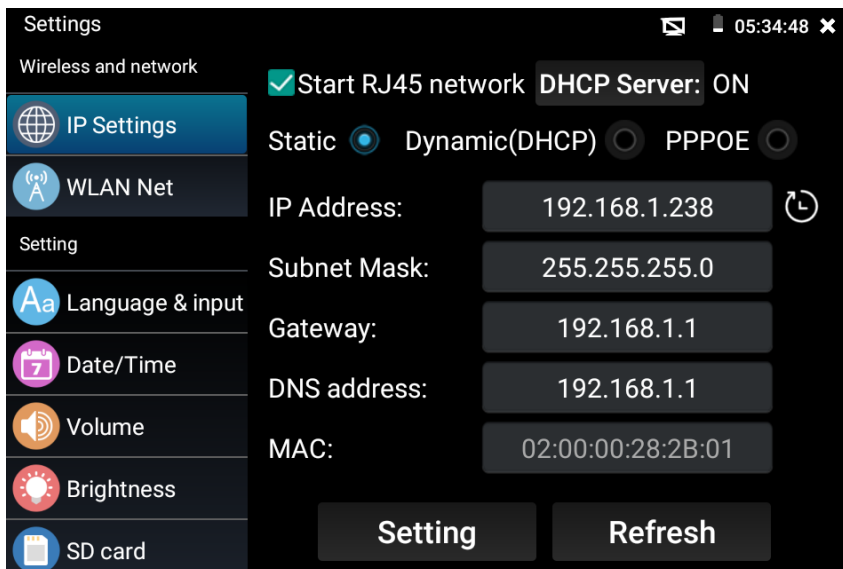 Settings
05:34:48
Wireless and network
IP Settings
WLAN Net
Setting
Aa Language & input
7 Date/Time
Volume
Brightness
SD card
Start RJ45 network DHCP Server: ON
Static Dynamic(DHCP) PPPOE
IP Address: 192.168.1.238
Subnet Mask: 255.255.255.0
Gateway: 192.168.1.1
DNS address: 192.168.1.1
MAC: 02:00:00:28:2B:01
Setting Refresh